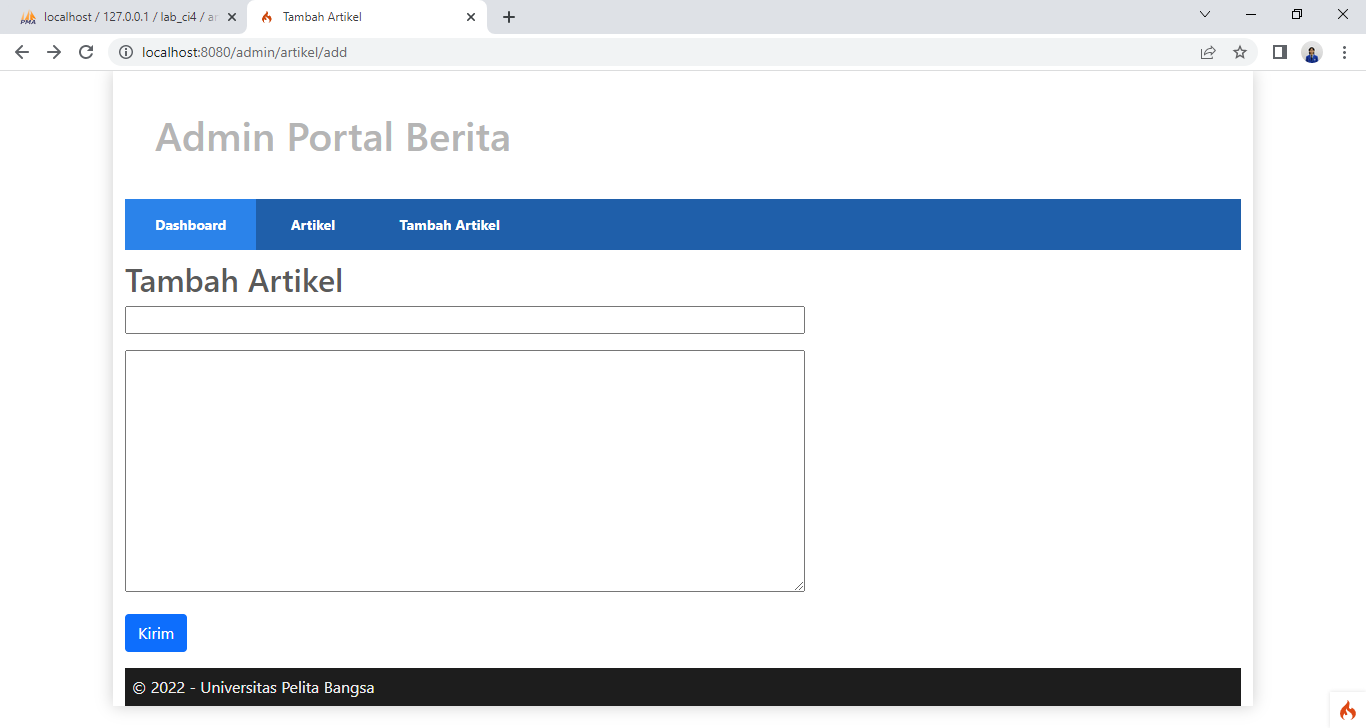 PMA localhost / 127.0.0.1 / lab_ci4 / ar
Tambah Artikel
localhost:8080/admin/artikel/add
Admin Portal Berita
Dashboard Artikel Tambah Artikel
Tambah Artikel
Kirim
© 2022 - Universitas Pelita Bangsa